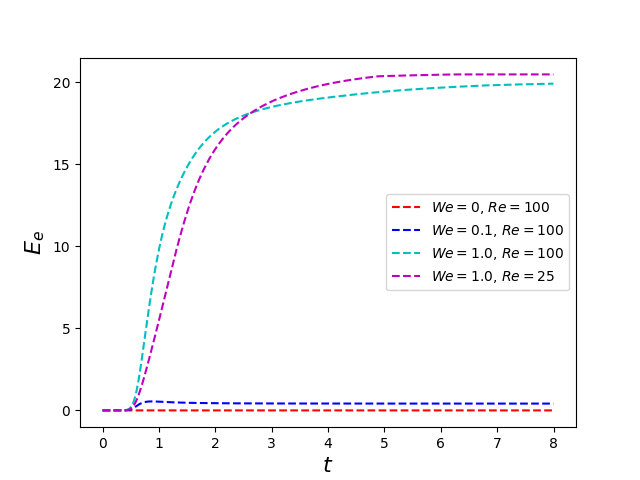 20
15
10
5
0
E_e
We = 0, Re = 100
We = 0.1, Re = 100
We = 1.0, Re = 100
We = 1.0, Re = 25
0 1 2 3 4 5 6 7 8
t